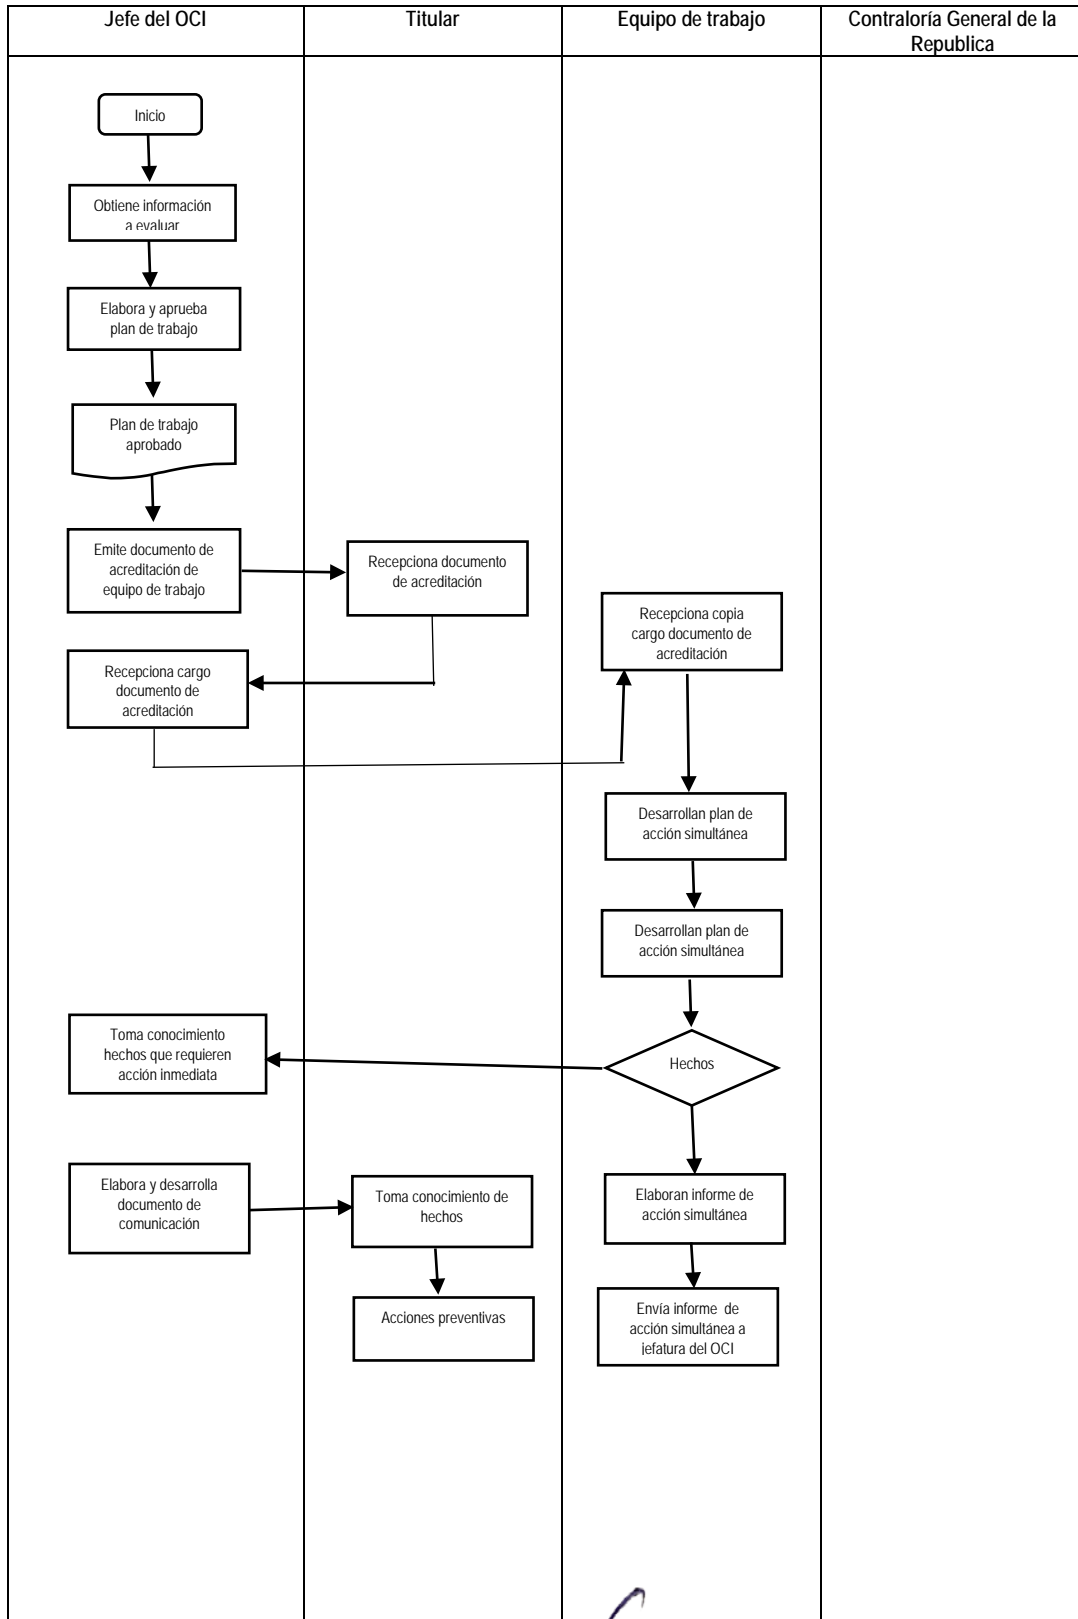 Jefe del OCI
Titular
Equipo de trabajo
Contraloría General de la
Republica
Inicio
Obtiene información
a evaluar
Elabora y aprueba
plan de trabajo
Plan de trabajo
aprobado
Emite documento de
acreditación de
equipo de trabajo
Recepciona documento
de acreditación
Recepciona copia
cargo documento de
acreditación
Recepciona cargo
documento de
acreditación
Desarrollan plan de
acción simultánea
Desarrollan plan de
acción simultánea
Hechos
Toma conocimiento
hechos que requieren
acción inmediata
Elabora y desarrolla
documento de
comunicación
Toma conocimiento de
hechos
Elaboran informe de
acción simultánea
Acciones preventivas
Envía informe de
acción simultánea a
jefatura del OCI